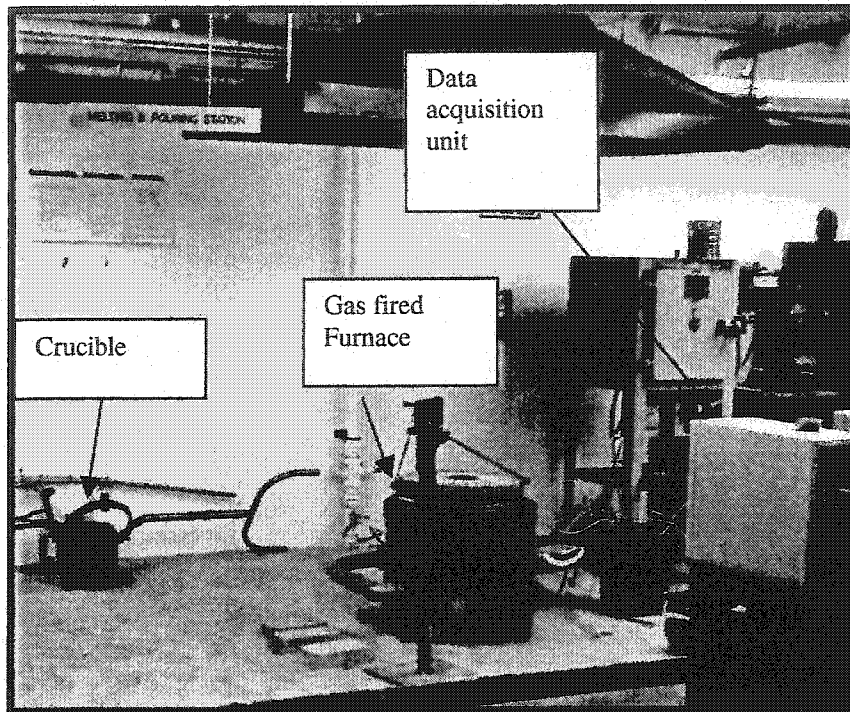 Data
acquisition
unit
MELTING & POURING STATION
Gas fired
Furnace
Crucible